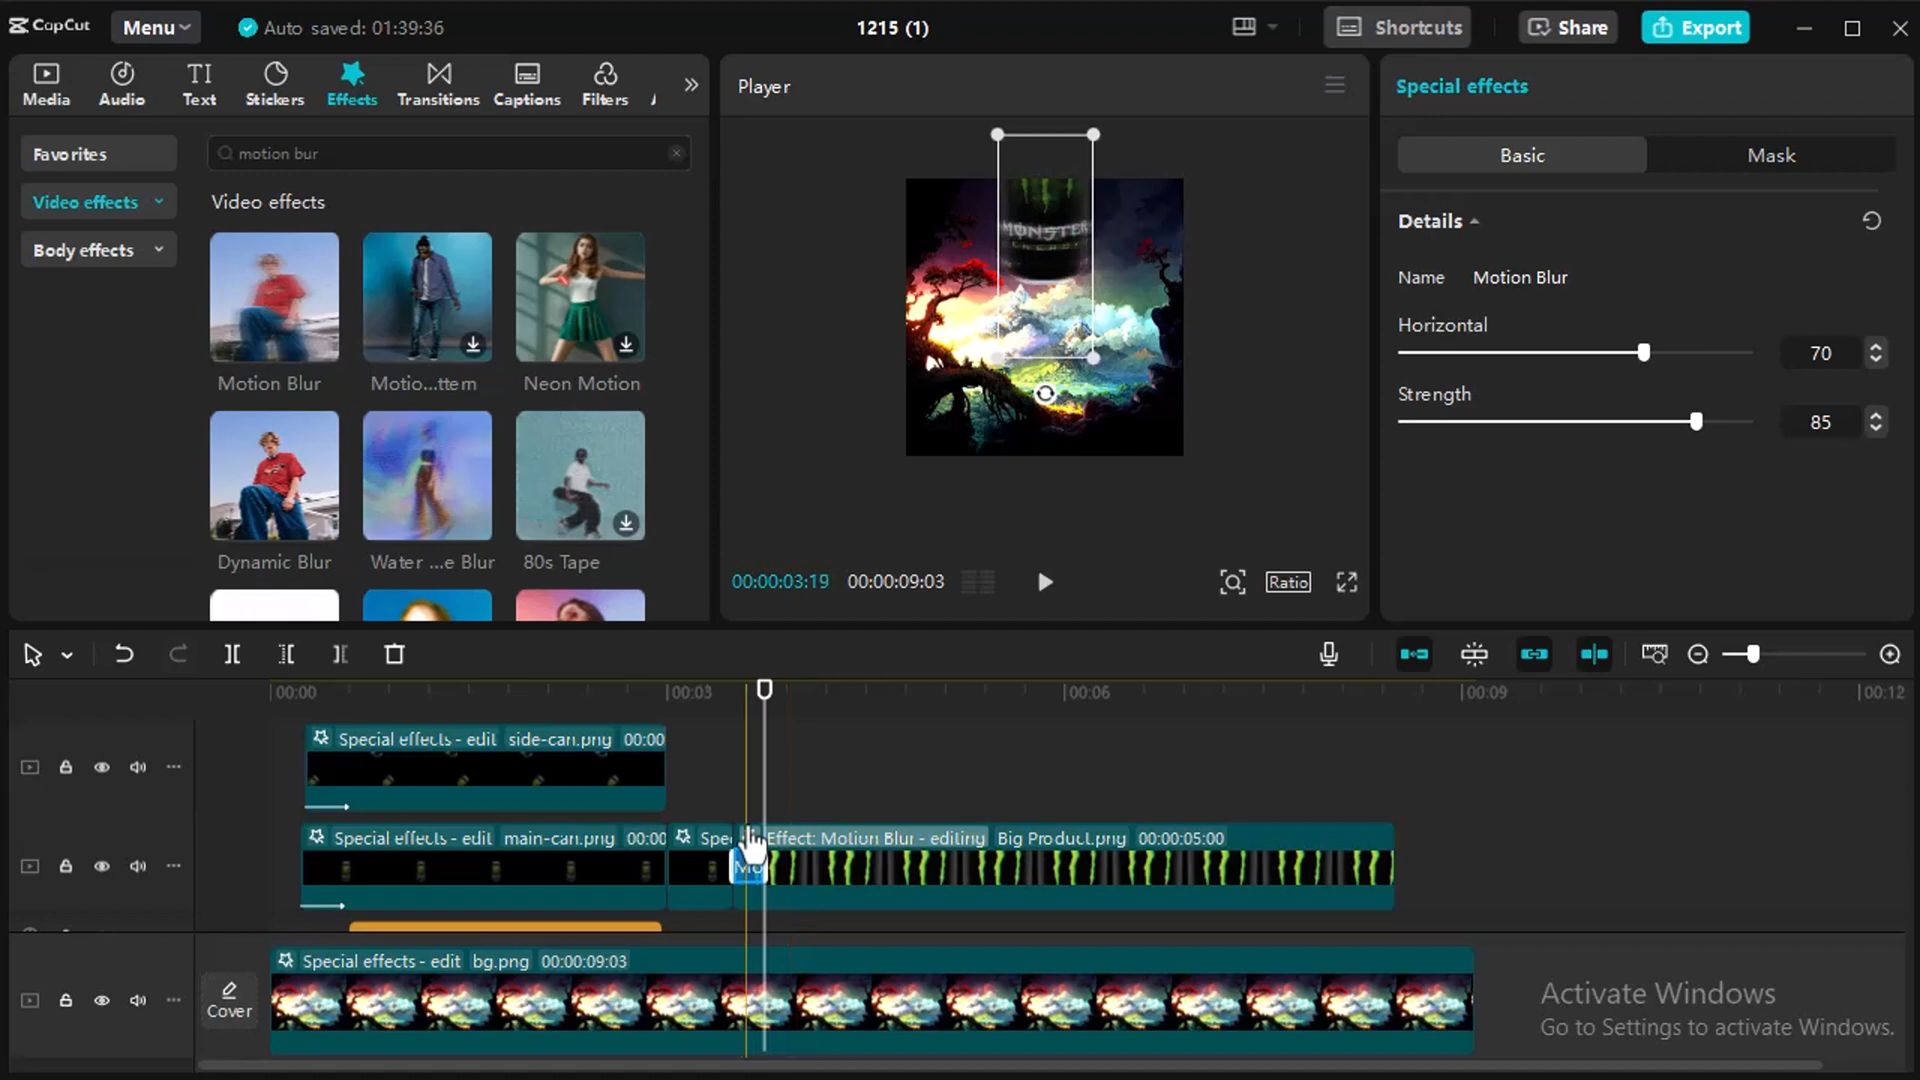 CapCut
Menu
Auto saved: 01:39:36
1215 (1)
Shortcuts
Share
Export
Media
Audio
TI
Text
Stickers
Effects
Transitions
Captions
Filters
Player
Special effects
Favorites
motion bur
Basic
Mask
Video effects
Video effects
Details
Body effects
Name Motion Blur
MONSTER
ENERGY
Horizontal
70
Motion Blur
Motio...ttem
Neon Motion
Strength
85
Dynamic Blur
Water ...e Blur
80s Tape
00:00:03:19
00:00:09:03
Ratio
00:00
00:03
00:06
00:09
00:12
Special effects - edit side-can.png 00:00
Special effects - edit main-can.png 00:00
Spec
Effect: Motion Blur - editing Big Product.png 00:00:05:00
Mo
Special effects - edit bg.png 00:00:09:03
Cover
Activate Windows
Go to Settings to activate Windows.